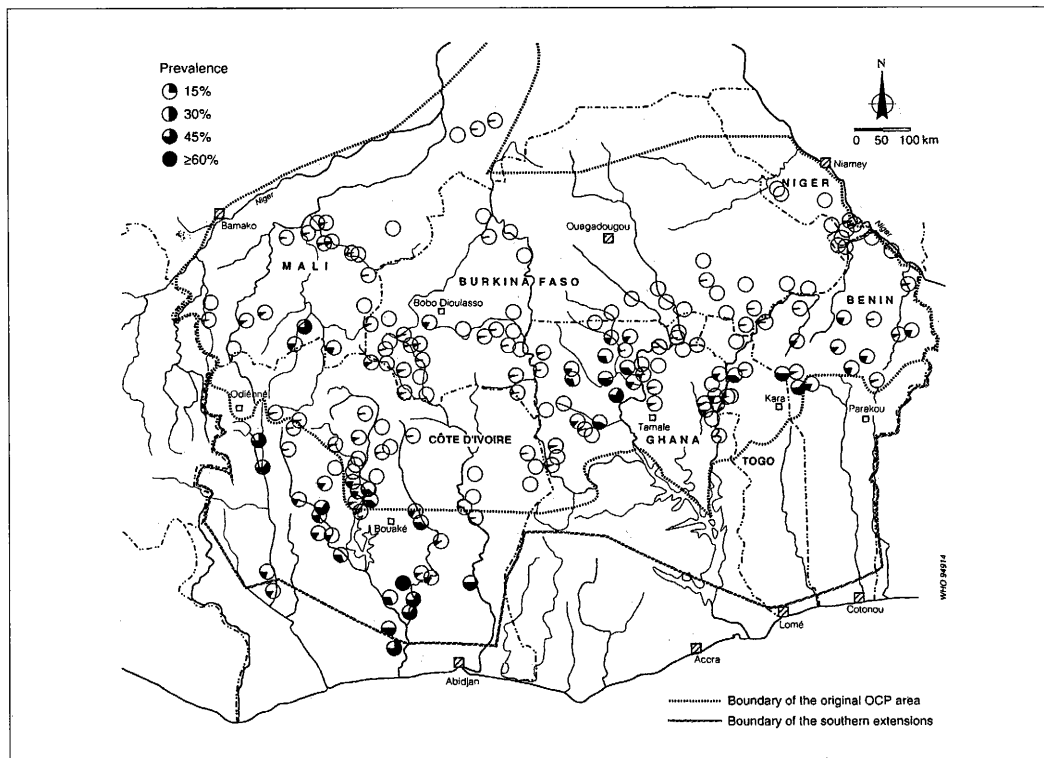 Prevalence
15%
30%
45%
≥60%
N
0 50 100 km
Niamey
NIGER
Niger
Niger
Bamako
Ouagadougou
MALI
BURKINA FASO
Bobo Dioulasso
BENIN
Odiénné
CÔTE D'IVOIRE
Tamale
GHANA
Kara
Parakou
TOGO
Bouaké
WHO 94914
Lomé
Cotonou
Accra
Abidjan
Boundary of the original OCP area
Boundary of the southern extensions